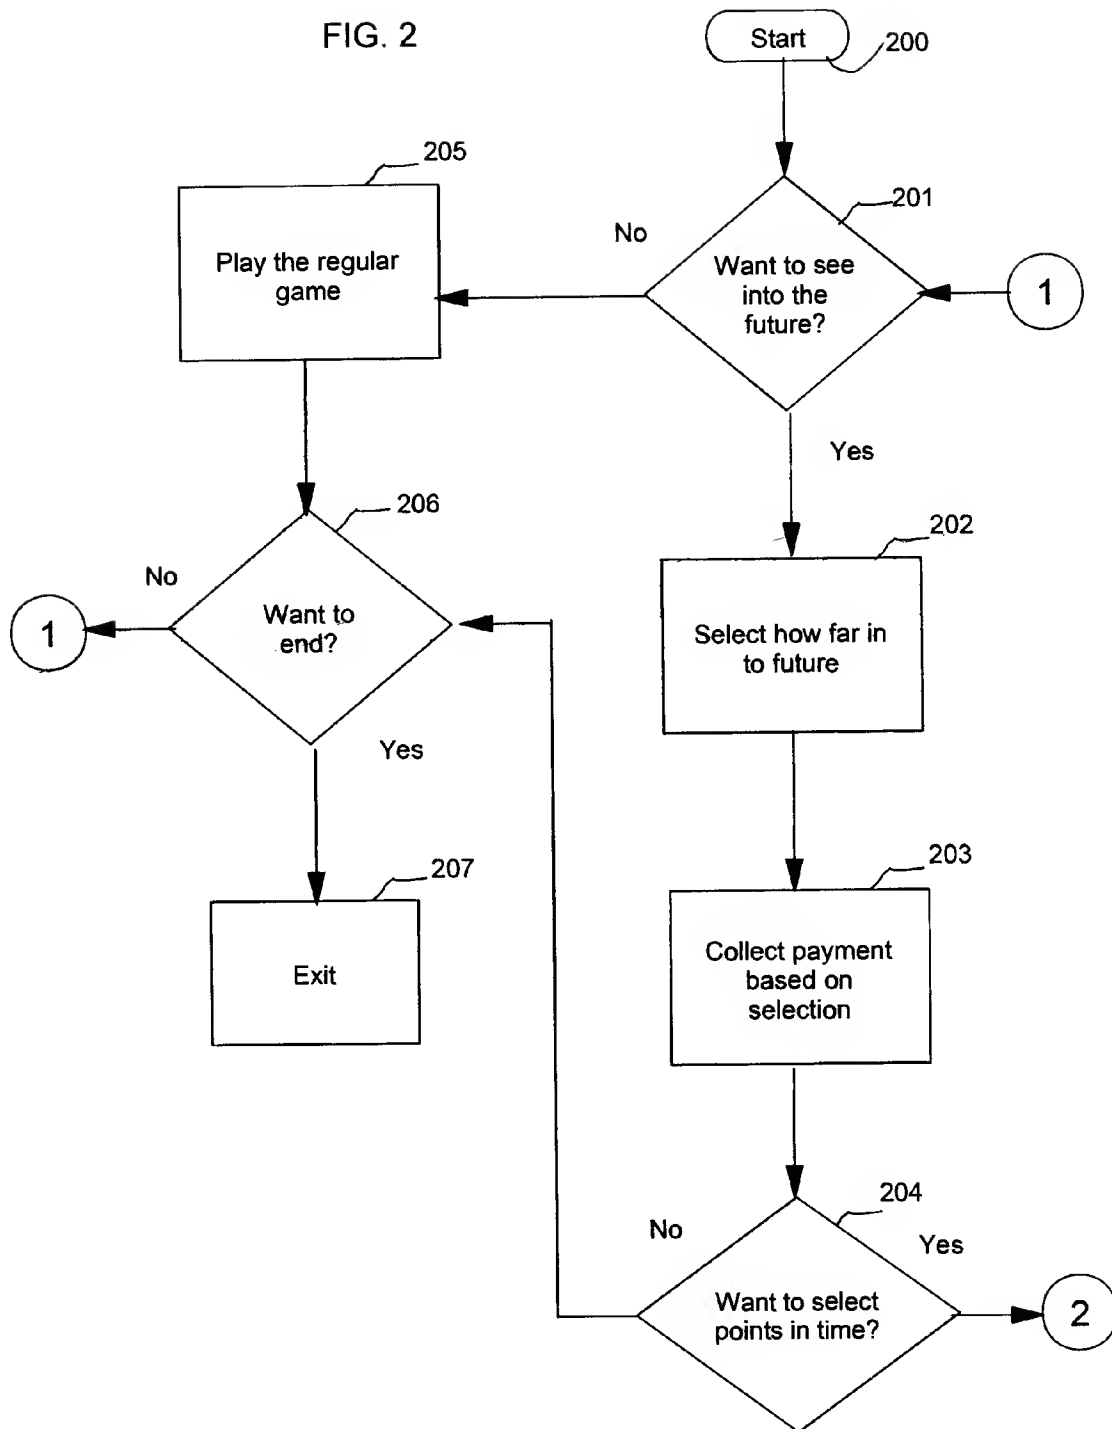 FIG. 2
Start
200
205
201
No
Play the regular
game
Want to see
into the
future?
1
Yes
206
202
No
1
Want to
end?
Select how far in
to future
Yes
207
203
Exit
Collect payment
based on
selection
204
No
Yes
Want to select
points in time?
2